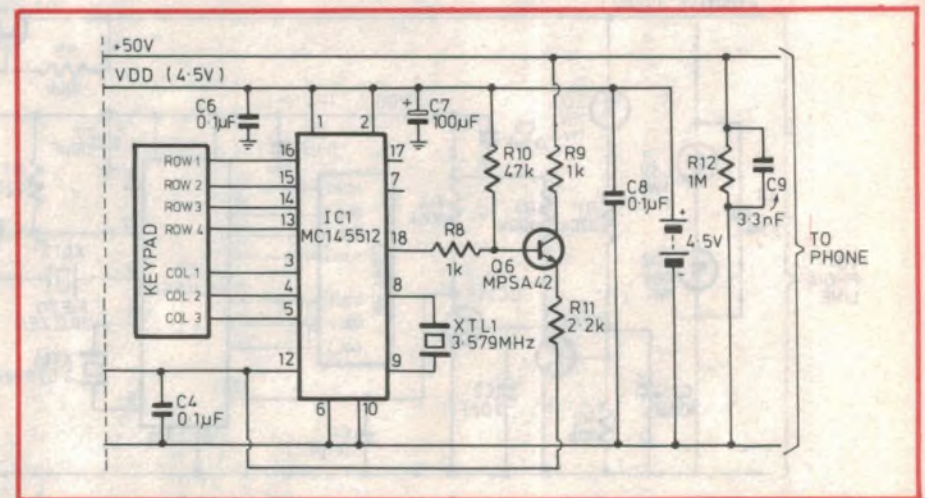 +50V
VDD (4·5V)
C6
0·1µF
1
2
+
C7
100µF
KEYPAD
ROW 1
ROW 2
ROW 3
ROW 4
COL 1
COL 2
COL 3
16
15
14
13
3
4
5
12
IC1
MC145512
17
7
18
8
9
6
10
R8
1k
R10
47k
R9
1k
Q6
MPSA42
R11
2·2k
XTL1
3·579MHz
C8
0·1µF
+
4·5V
-
R12
1M
C9
3·3nF
TO
PHONE
C4
0·1µF